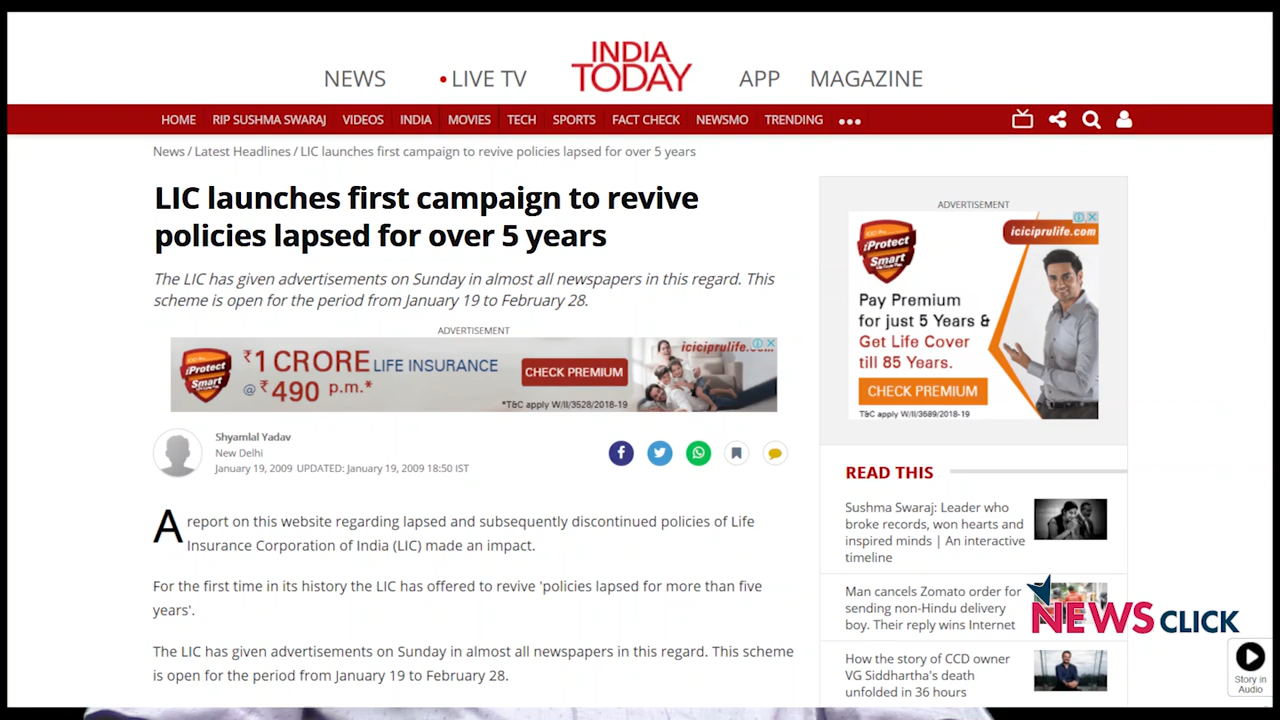 NEWS
LIVE TV
INDIA
TODAY
APP
MAGAZINE
HOME
RIP SUSHMA SWARAJ
VIDEOS
INDIA
MOVIES
TECH
SPORTS
FACT CHECK
NEWSMO
TRENDING
News / Latest Headlines / LIC launches first campaign to revive policies lapsed for over 5 years
LIC launches first campaign to revive
policies lapsed for over 5 years
The LIC has given advertisements on Sunday in almost all newspapers in this regard. This
scheme is open for the period from January 19 to February 28.
ADVERTISEMENT
iProtect
Smart
₹1 CRORE LIFE INSURANCE
@ ₹490 p.m.*
CHECK PREMIUM
*T&C apply W/II/3528/2018-19
Shyamlal Yadav
New Delhi
January 19, 2009 UPDATED: January 19, 2009 18:50 IST
A report on this website regarding lapsed and subsequently discontinued policies of Life
Insurance Corporation of India (LIC) made an impact.
For the first time in its history the LIC has offered to revive 'policies lapsed for more than five
years'.
The LIC has given advertisements on Sunday in almost all newspapers in this regard. This scheme
is open for the period from January 19 to February 28.
ADVERTISEMENT
iProtect
Smart
iciciprulife.com
Pay Premium
for just 5 Years &
Get Life Cover
till 85 Years.
CHECK PREMIUM
T&C apply W/II/3689/2018-19
READ THIS
Sushma Swaraj: Leader who
broke records, won hearts and
inspired minds | An interactive
timeline
Man cancels Zomato order for
sending non-Hindu delivery
boy. Their reply wins Internet
How the story of CCD owner
VG Siddhartha's death
unfolded in 36 hours
NEWSCLICK
Story in
Audio